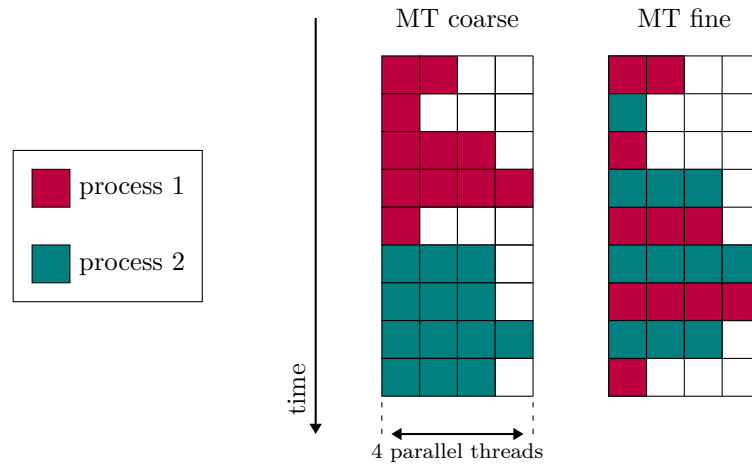 MT coarse
MT fine
process 1
process 2
time
4 parallel threads